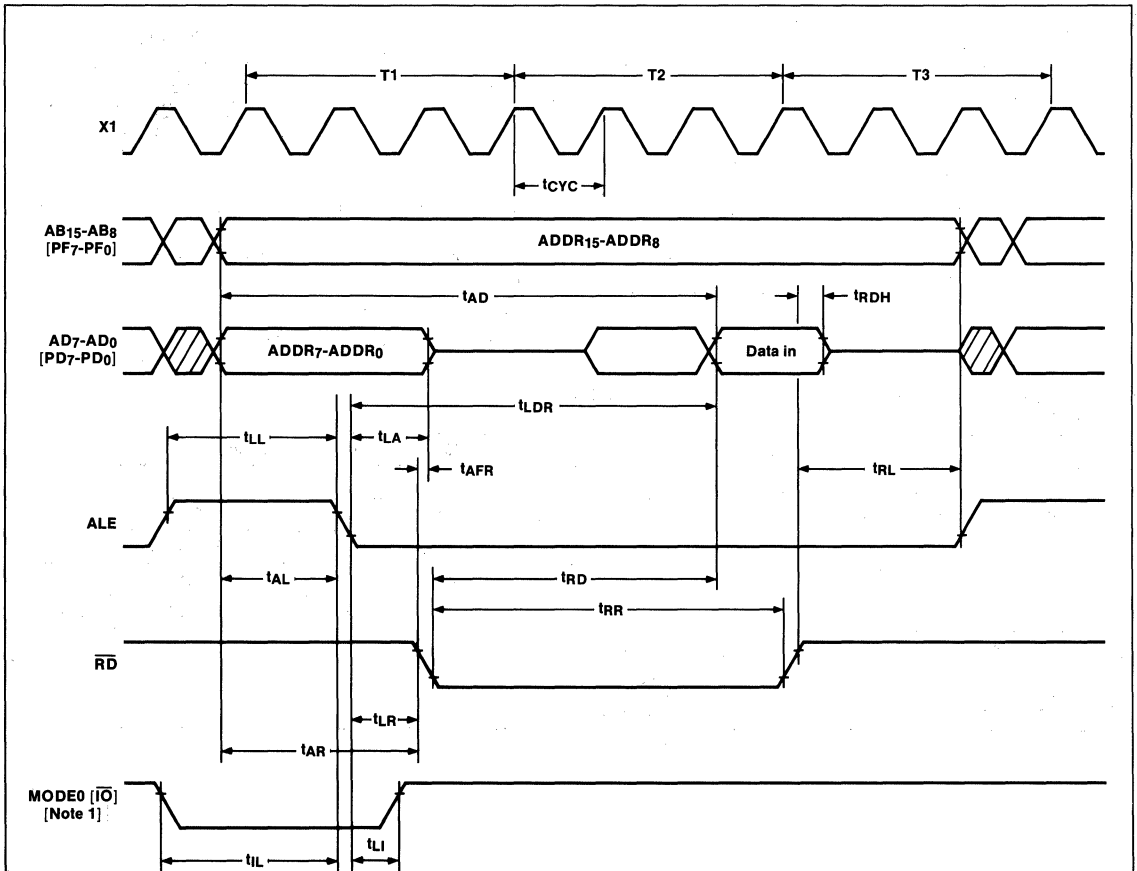 T1 T2 T3
X1
tCYC
AB15-AB8
[PF7-PF0]
ADDR15-ADDR8
tAD tRDH
AD7-AD0
[PD7-PD0]
ADDR7-ADDR0
Data in
tLDR
tLL tLA
tAFR tRL
ALE
tAL tRD
tRR
RD
tLR
tAR
MODE0 [IO]
[Note 1]
tLI
tIL